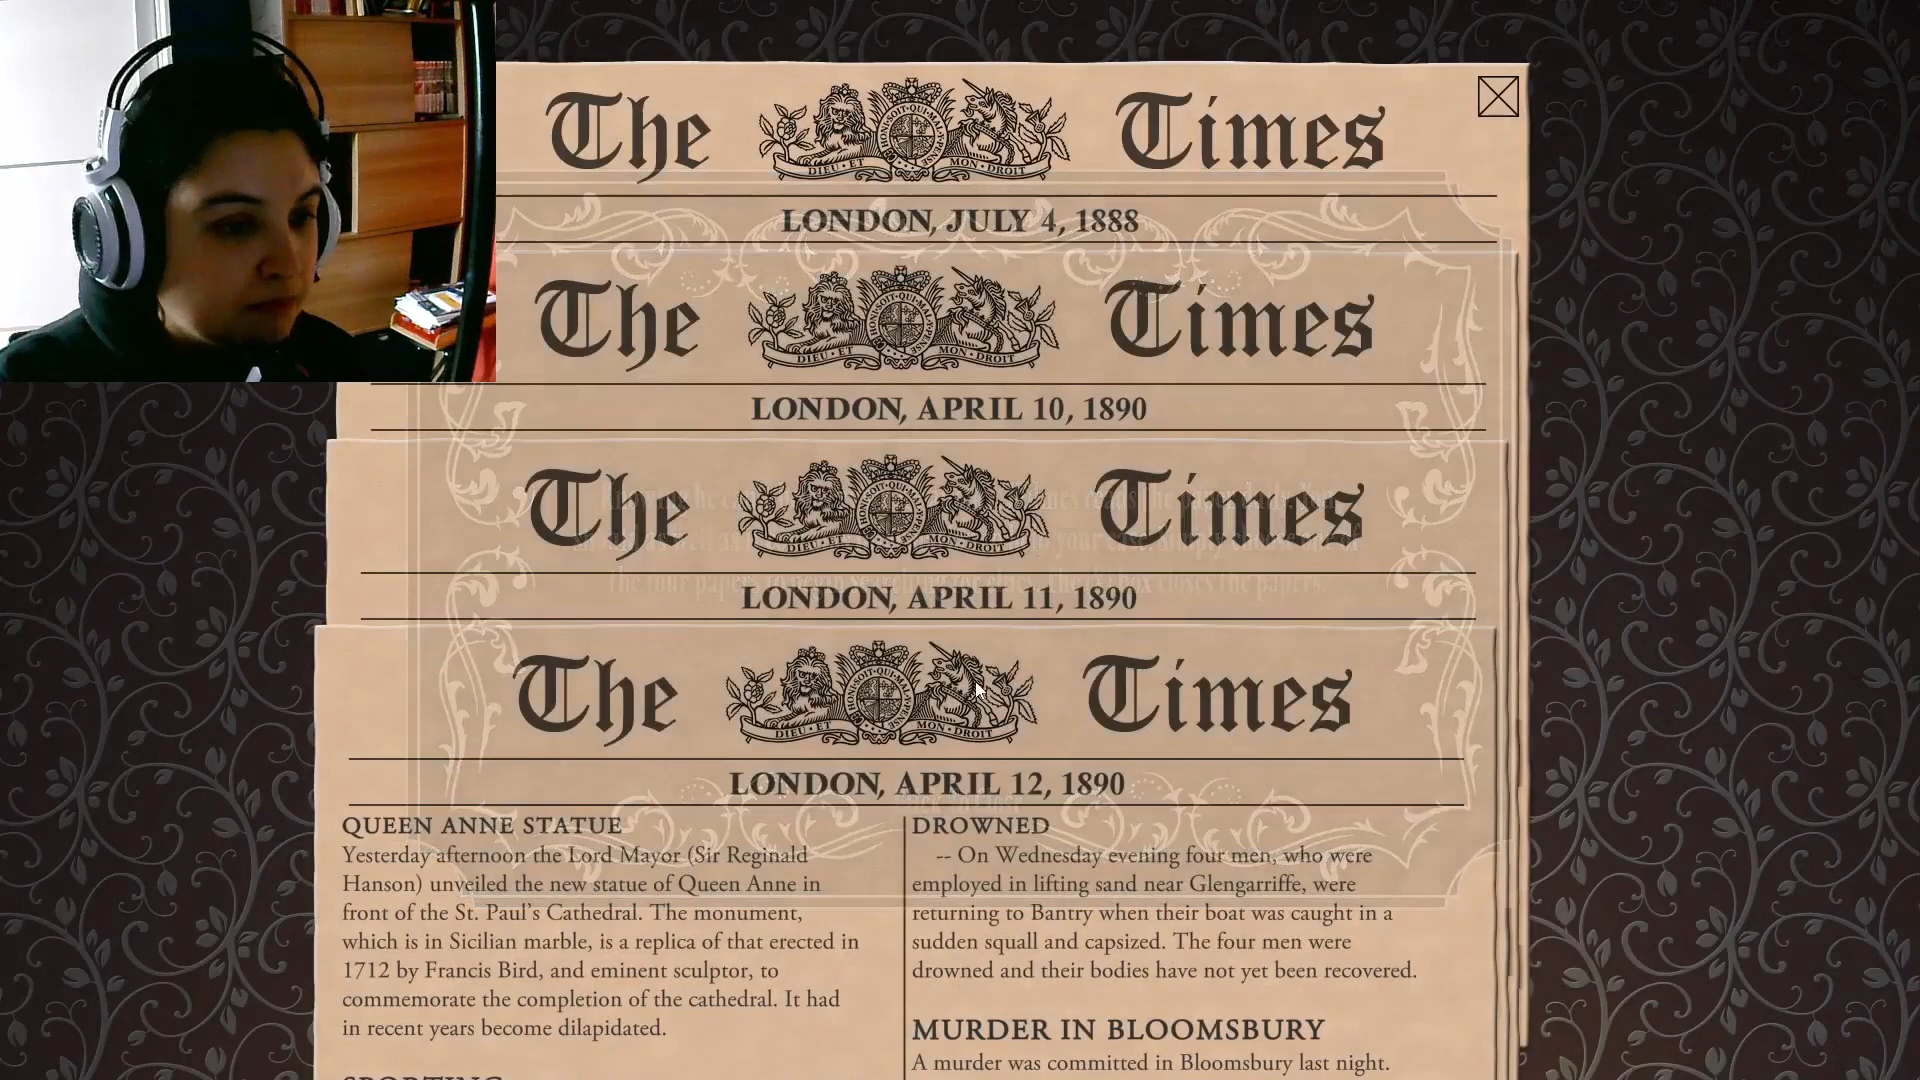 The Times
DIEU · ET MON · DROIT
LONDON, JULY 4, 1888
The Times
DIEU · ET MON · DROIT
LONDON, APRIL 10, 1890
The Times
DIEU · ET MON · DROIT
LONDON, APRIL 11, 1890
The Times
DIEU · ET MON · DROIT
LONDON, APRIL 12, 1890
QUEEN ANNE STATUE
Yesterday afternoon the Lord Mayor (Sir Reginald
Hanson) unveiled the new statue of Queen Anne in
front of the St. Paul's Cathedral. The monument,
which is in Sicilian marble, is a replica of that erected in
1712 by Francis Bird, and eminent sculptor, to
commemorate the completion of the cathedral. It had
in recent years become dilapidated.
SPORTING
DROWNED
-- On Wednesday evening four men, who were
employed in lifting sand near Glengarriffe, were
returning to Bantry when their boat was caught in a
sudden squall and capsized. The four men were
drowned and their bodies have not yet been recovered.
MURDER IN BLOOMSBURY
A murder was committed in Bloomsbury last night.